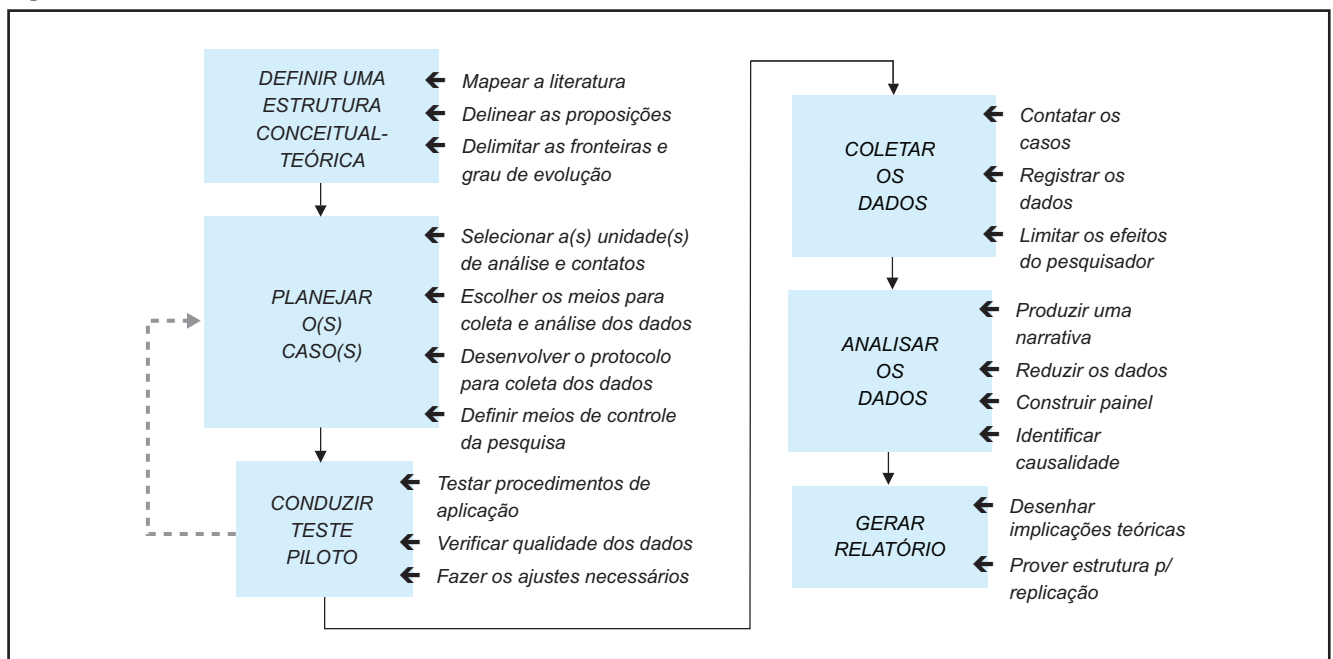 DEFINIR UMA
ESTRUTURA
CONCEITUAL-
TEÓRICA
Mapear a literatura
Delinear as proposições
Delimitar as fronteiras e
grau de evolução
PLANEJAR
O(S)
CASO(S)
Selecionar a(s) unidade(s)
de análise e contatos
Escolher os meios para
coleta e análise dos dados
Desenvolver o protocolo
para coleta dos dados
Definir meios de controle
da pesquisa
CONDUZIR
TESTE
PILOTO
Testar procedimentos de
aplicação
Verificar qualidade dos dados
Fazer os ajustes necessários
COLETAR
OS
DADOS
Contatar os
casos
Registrar os
dados
Limitar os efeitos
do pesquisador
ANALISAR
OS
DADOS
Produzir uma
narrativa
Reduzir os dados
Construir painel
Identificar
causalidade
GERAR
RELATÓRIO
Desenhar
implicações teóricas
Prover estrutura p/
replicação